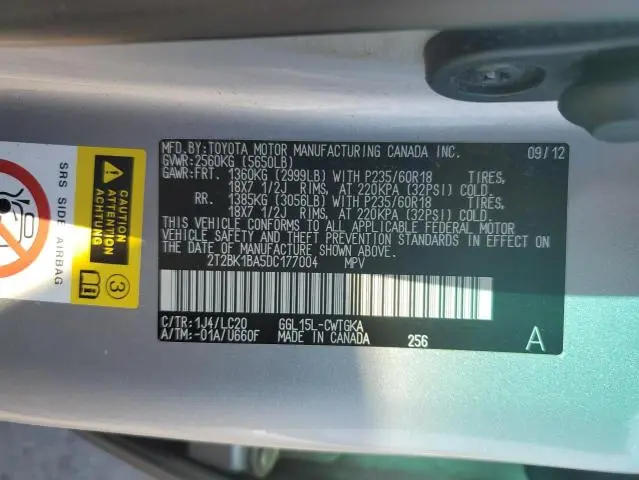 MFD. BY: TOYOTA MOTOR MANUFACTURING CANADA INC. 09/12
GVWR: 2560KG (5650LB)
GAWR: FRT. 1360KG (2999LB) WITH P235/60R18 TIRES,
18X7 1/2J RIMS, AT 220KPA (32PSI) COLD.
RR. 1385KG (3056LB) WITH P235/60R18 TIRES,
18X7 1/2J RIMS, AT 220KPA (32PSI) COLD.
THIS VEHICLE CONFORMS TO ALL APPLICABLE FEDERAL MOTOR
VEHICLE SAFETY AND THEFT PREVENTION STANDARDS IN EFFECT
ON THE DATE OF MANUFACTURE SHOWN ABOVE.
2T2BK1BA5DC177004 MPV
C/TR: 1J4/LC20 GGL15L-CWTGKA
A/TM: -01A/U660F MADE IN CANADA 256 A
SRS SIDE AIRBAG
CAUTION
ATTENTION
ACHTUNG
3